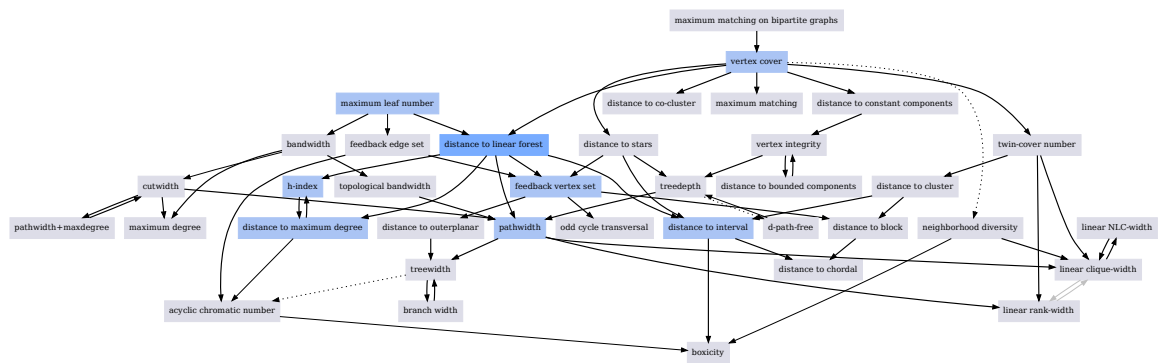 maximum matching on bipartite graphs
vertex cover
maximum leaf number
distance to co-cluster
maximum matching
distance to constant components
bandwidth
feedback edge set
distance to linear forest
distance to stars
vertex integrity
twin-cover number
cutwidth
h-index
topological bandwidth
feedback vertex set
treedepth
distance to bounded components
distance to cluster
pathwidth+maxdegree
maximum degree
distance to maximum degree
distance to outerplanar
pathwidth
odd cycle transversal
distance to interval
d-path-free
distance to block
neighborhood diversity
linear NLC-width
treewidth
distance to chordal
linear clique-width
acyclic chromatic number
branch width
linear rank-width
boxicity